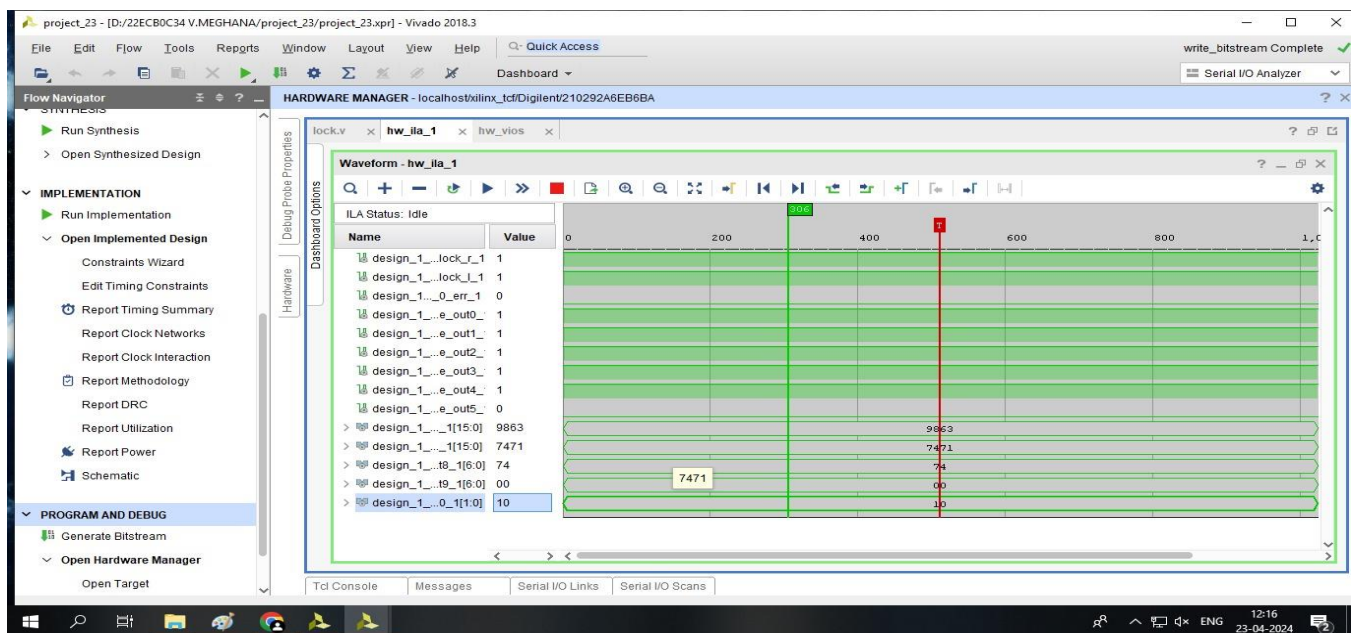 project_23 - [D:/22ECB0C34 V.MEGHANA/project_23/project_23.xpr] - Vivado 2018.3
File Edit Flow Tools Reports Window Layout View Help Q- Quick Access
write_bitstream Complete
Dashboard
Serial I/O Analyzer
Flow Navigator
HARDWARE MANAGER - localhost/xilinx_tcf/Digilent/210292A6EB6BA
SYNTHESIS
Run Synthesis
Open Synthesized Design
IMPLEMENTATION
Run Implementation
Open Implemented Design
Constraints Wizard
Edit Timing Constraints
Report Timing Summary
Report Clock Networks
Report Clock Interaction
Report Methodology
Report DRC
Report Utilization
Report Power
Schematic
PROGRAM AND DEBUG
Generate Bitstream
Open Hardware Manager
Open Target
Debug Probe Properties
Hardware
Dashboard Options
lock.v hw_ila_1 hw_vios
Waveform - hw_ila_1
ILA Status: Idle
306
T
Name Value 0 200 400 600 800
design_1_...lock_r_1 1
design_1_...lock_l_1 1
design_1..._0_err_1 0
design_1_...e_out0_ 1
design_1_...e_out1_ 1
design_1_...e_out2_ 1
design_1_...e_out3_ 1
design_1_...e_out4_ 1
design_1_...e_out5_ 0
design_1_..._1[15:0] 9863 9863
design_1_..._1[15:0] 7471 7471
design_1_...t8_1[6:0] 74 74
7471
design_1_...t9_1[6:0] 00 00
design_1_...0_1[1:0] 10 10
Tcl Console Messages Serial I/O Links Serial I/O Scans
ENG
12:16
23-04-2024